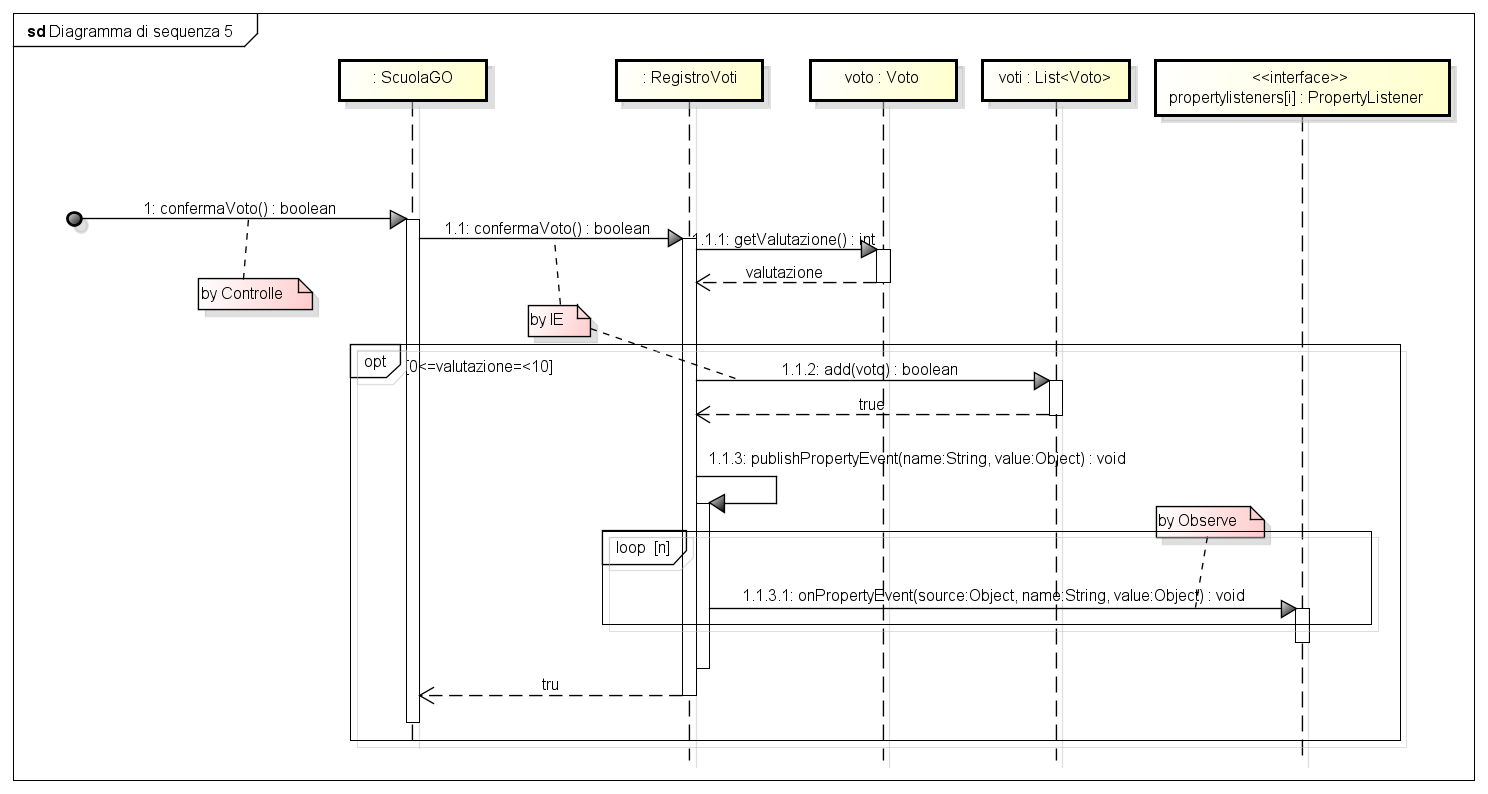 sd Diagramma di sequenza 5
: ScuolaGO
: RegistroVoti
voto : Voto
voti : List<Voto>
<<interface>>
propertylisteners[i] : PropertyListener
1: confermaVoto() : boolean
1.1: confermaVoto() : boolean
1.1.1: getValutazione() : int
valutazione
by Controlle
by IE
opt
[0<=valutazione=<10]
1.1.2: add(voto) : boolean
true
1.1.3: publishPropertyEvent(name:String, value:Object) : void
by Observe
loop [n]
1.1.3.1: onPropertyEvent(source:Object, name:String, value:Object) : void
tru